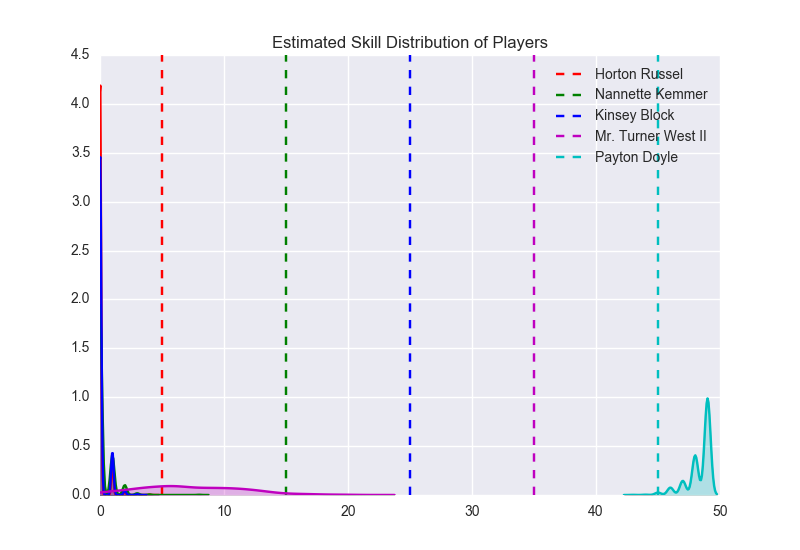 Estimated Skill Distribution of Players
4.5
4.0
3.5
3.0
2.5
2.0
1.5
1.0
0.5
0.0
Horton Russel
Nannette Kemmer
Kinsey Block
Mr. Turner West II
Payton Doyle
0 10 20 30 40 50